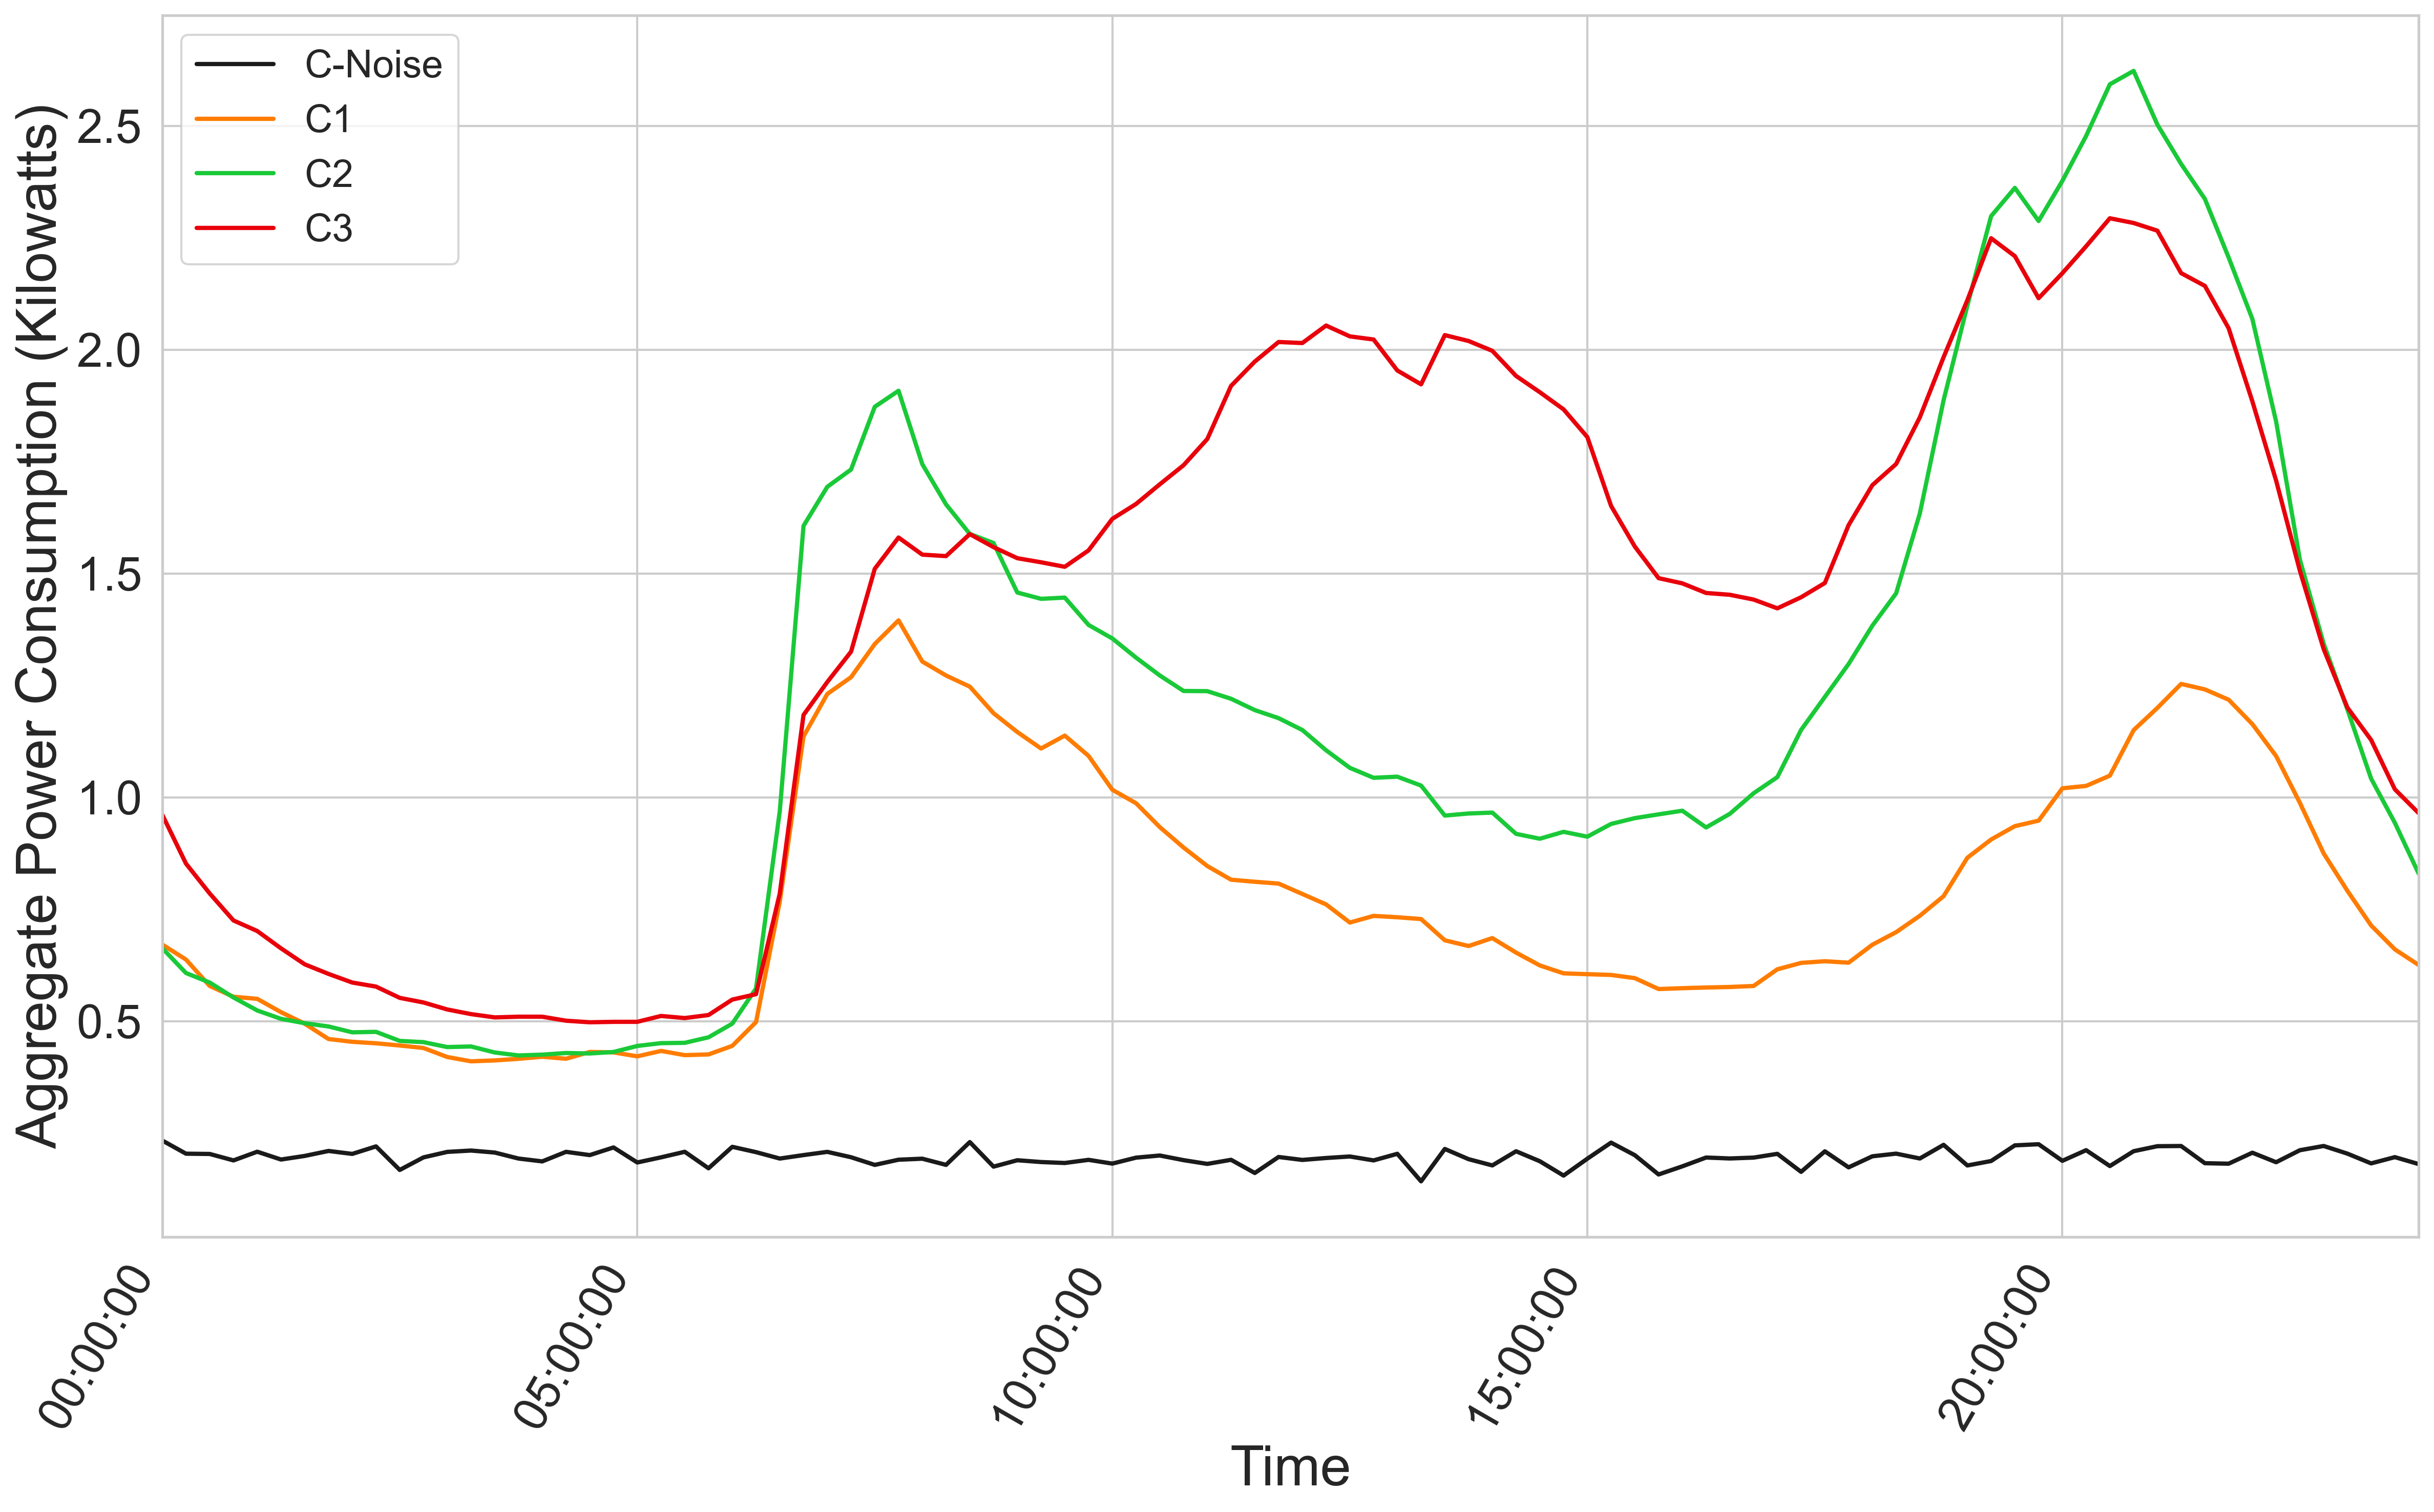 C-Noise
C1
C2
C3
Aggregate Power Consumption (Kilowatts)
2.5
2.0
1.5
1.0
0.5
00:00:00
05:00:00
10:00:00
15:00:00
20:00:00
Time